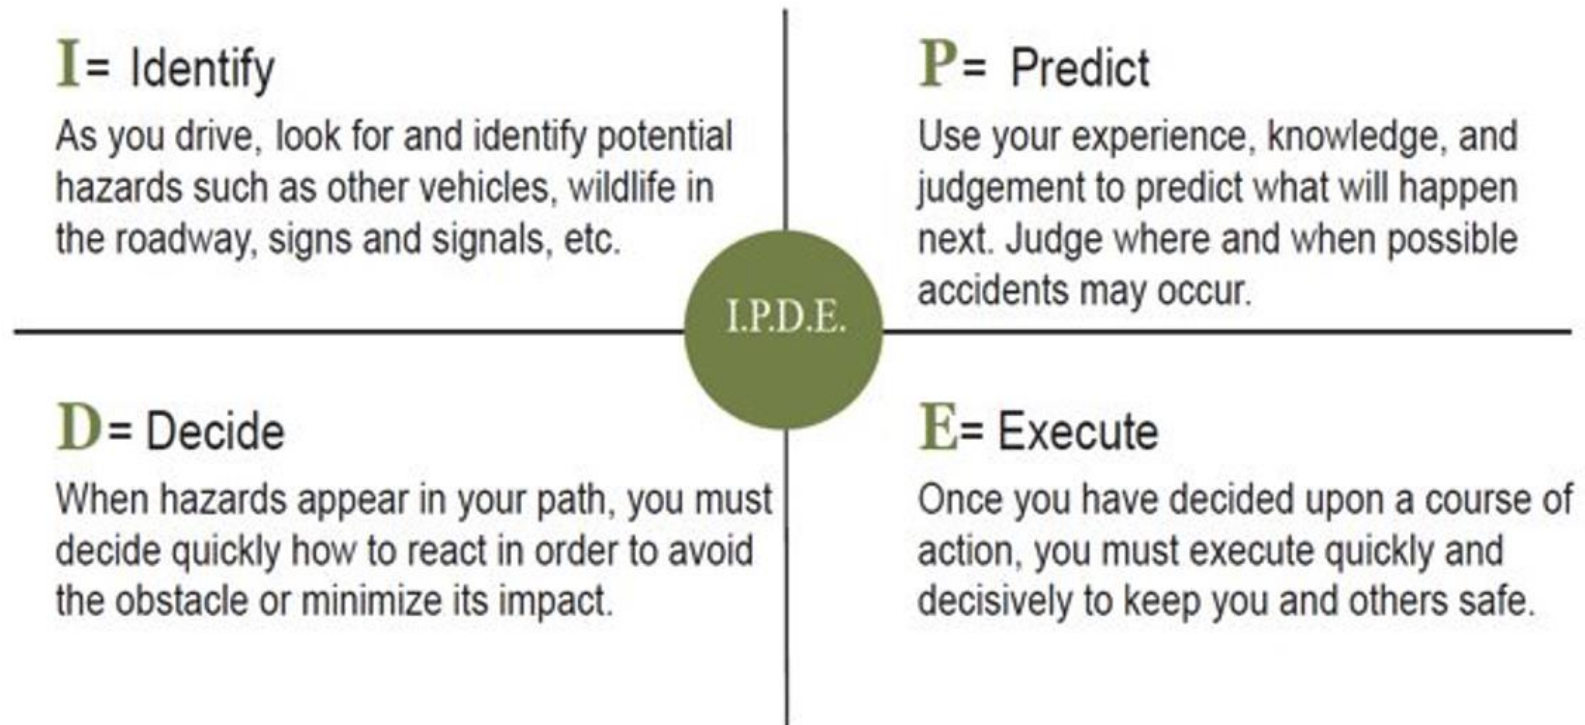 I = Identify
As you drive, look for and identify potential
hazards such as other vehicles, wildlife in
the roadway, signs and signals, etc.
P = Predict
Use your experience, knowledge, and
judgement to predict what will happen
next. Judge where and when possible
accidents may occur.
I.P.D.E.
D = Decide
When hazards appear in your path, you must
decide quickly how to react in order to avoid
the obstacle or minimize its impact.
E = Execute
Once you have decided upon a course of
action, you must execute quickly and
decisively to keep you and others safe.